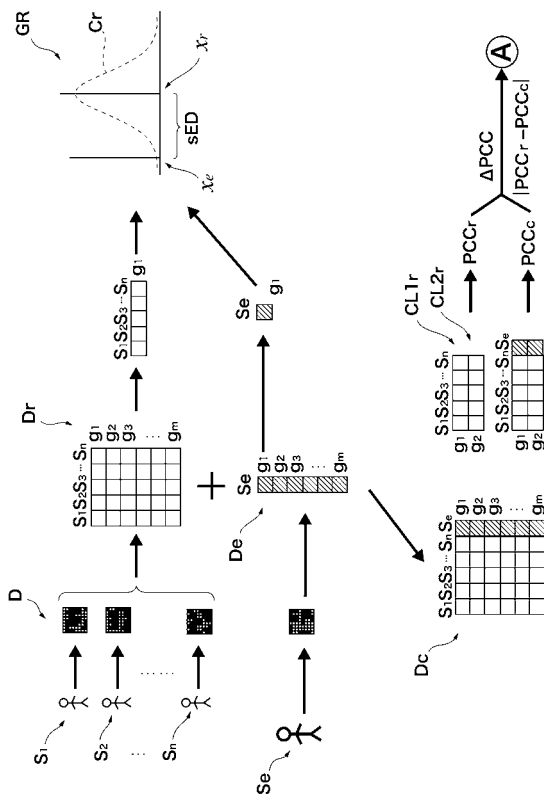 D
Dr
GR
Cr
S1
S2
......
Sn
S1S2S3 ··· Sn
g1
g2
g3
......
gm
S1S2S3 ··· Sn
g1
xe
sED
xr
+
Se
De
Se
g1
g2
g3
......
gm
Se
g1
Dc
S1S2S3 ··· SnSe
g1
g2
g3
......
gm
CL1r
CL2r
S1S2S3 ··· Sn
g1
g2
PCCr
S1S2S3 ··· SnSe
g1
g2
PCCc
ΔPCC
|PCCr −PCCc|
A